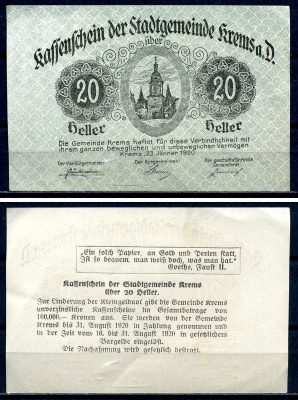 Kassenschein der Stadtgemeinde Krems a.D.
über
20 20
Heller Heller
Die Gemeinde Krems haftet für diese Verbindlichkeit mit
ihrem ganzen beweglichen und unbeweglichen Vermögen
Krems, 23. Jänner 1920
Der Vizebürgermeister: Der Bürgermeister: Der geschäftsführende
Gemeinderat:
„Ein solch Papier, an Gold und Perlen statt,
Ist so bequem, man weiß doch, was man hat.“
Goethe, Faust II.
Kassenschein der Stadtgemeinde Krems
über 20 Heller.
Zur Linderung der Kleingeldnot gibt die Gemeinde Krems
unverzinsliche Kassenscheine im Gesamtbetrage von
100,000.— Kronen aus. Sie werden von der Gemeinde
Krems bis 31. August 1920 in Zahlung genommen und
in der Zeit vom 16. bis 31. August 1920 in gesetzlichem
Bargelde eingelöst.
Die Nachahmung wird gesetzlich bestraft.